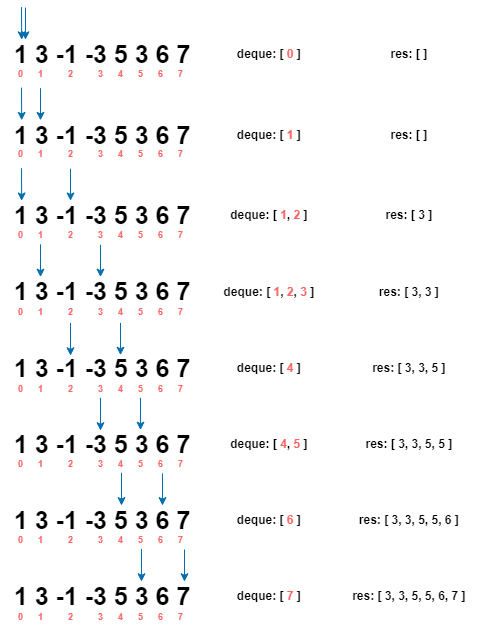 1 3 -1 -3 5 3 6 7 deque: [ 0 ] res: [ ]
0 1 2 3 4 5 6 7
1 3 -1 -3 5 3 6 7 deque: [ 1 ] res: [ ]
0 1 2 3 4 5 6 7
1 3 -1 -3 5 3 6 7 deque: [ 1, 2 ] res: [ 3 ]
0 1 2 3 4 5 6 7
1 3 -1 -3 5 3 6 7 deque: [ 1, 2, 3 ] res: [ 3, 3 ]
0 1 2 3 4 5 6 7
1 3 -1 -3 5 3 6 7 deque: [ 4 ] res: [ 3, 3, 5 ]
0 1 2 3 4 5 6 7
1 3 -1 -3 5 3 6 7 deque: [ 4, 5 ] res: [ 3, 3, 5, 5 ]
0 1 2 3 4 5 6 7
1 3 -1 -3 5 3 6 7 deque: [ 6 ] res: [ 3, 3, 5, 5, 6 ]
0 1 2 3 4 5 6 7
1 3 -1 -3 5 3 6 7 deque: [ 7 ] res: [ 3, 3, 5, 5, 6, 7 ]
0 1 2 3 4 5 6 7